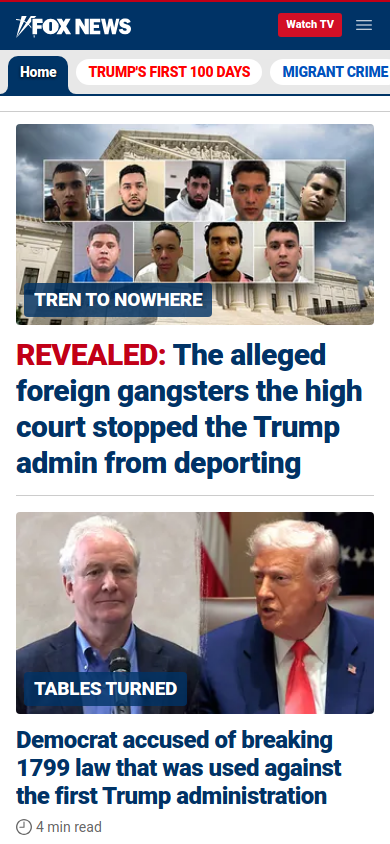 FOX NEWS
Watch TV
Home
TRUMP'S FIRST 100 DAYS
MIGRANT CRIME
TREN TO NOWHERE
REVEALED: The alleged
foreign gangsters the high
court stopped the Trump
admin from deporting
TABLES TURNED
Democrat accused of breaking
1799 law that was used against
the first Trump administration
4 min read